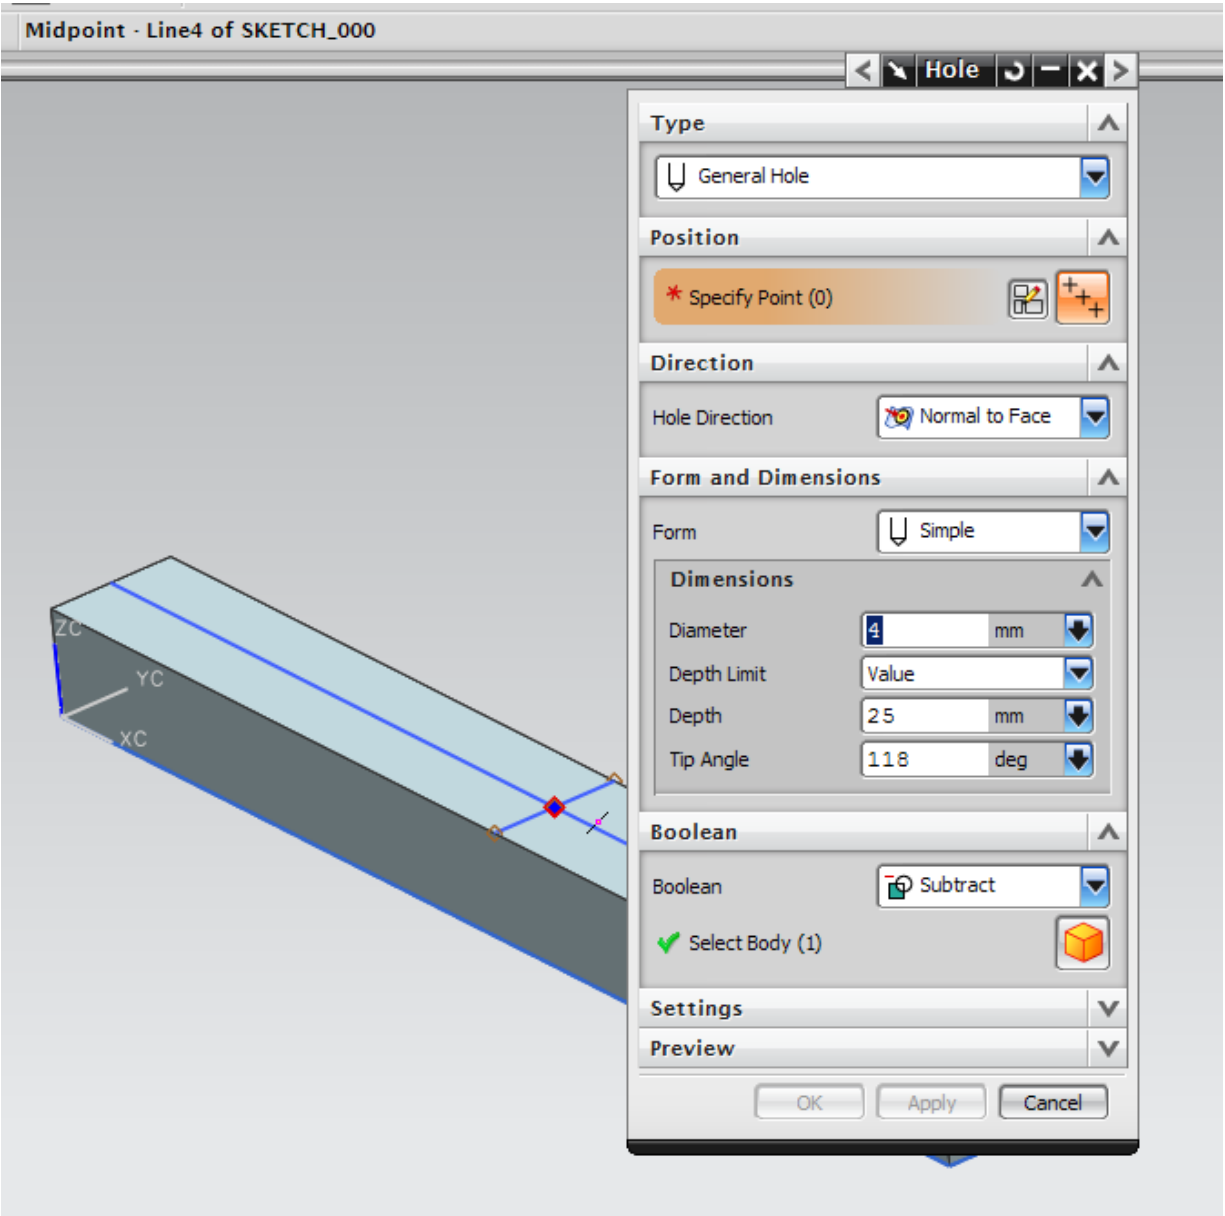 Midpoint - Line4 of SKETCH_000
Hole
Type
General Hole
Position
* Specify Point (0)
Direction
Hole Direction
Normal to Face
Form and Dimensions
Form
Simple
Dimensions
Diameter 4 mm
Depth Limit Value
Depth 25 mm
Tip Angle 118 deg
Boolean
Boolean
Subtract
Select Body (1)
Settings
Preview
OK Apply Cancel
ZC
YC
XC